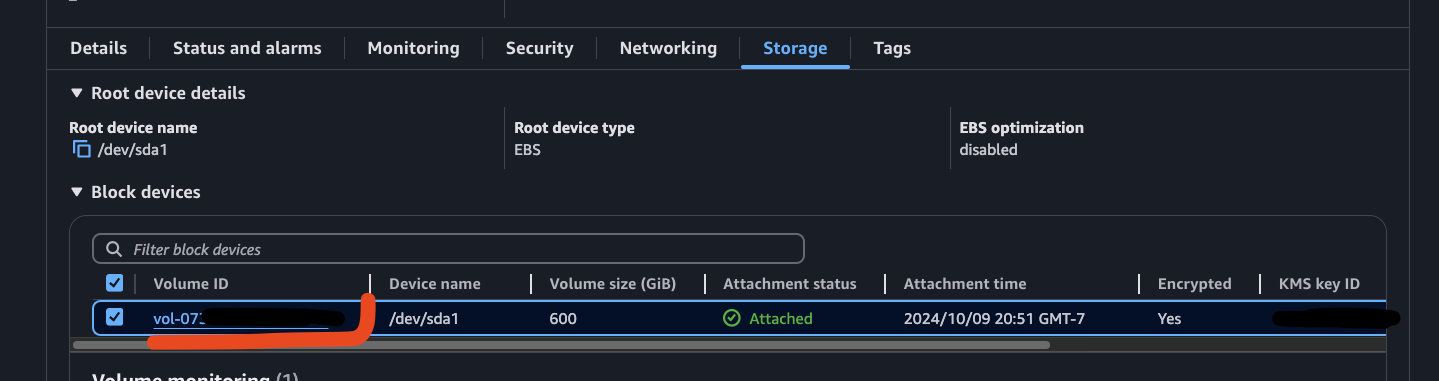 Details Status and alarms Monitoring Security Networking Storage Tags
Root device details
Root device name Root device type EBS optimization
/dev/sda1 EBS disabled
Block devices
Filter block devices
Volume ID Device name Volume size (GiB) Attachment status Attachment time Encrypted KMS key ID
vol-073 /dev/sda1 600 Attached 2024/10/09 20:51 GMT-7 Yes
Volume monitoring (1)